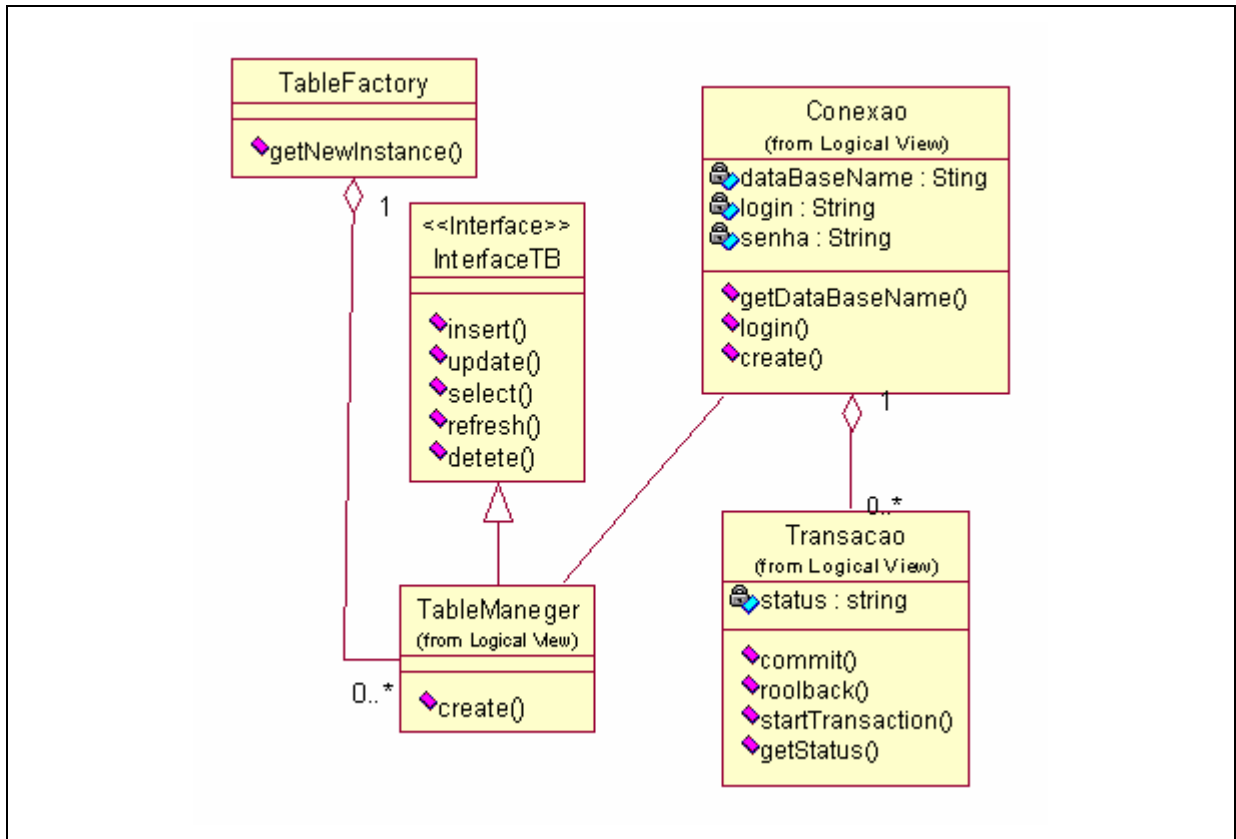 TableFactory
getNewInstance()
1
<<Interface>>
InterfaceTB
insert()
update()
select()
refresh()
detete()
Conexao
(from Logical View)
dataBaseName : Sting
login : String
senha : String
getDataBaseName()
login()
create()
1
0..*
TableManeger
(from Logical View)
create()
0..*
Transacao
(from Logical View)
status : string
commit()
roolback()
startTransaction()
getStatus()